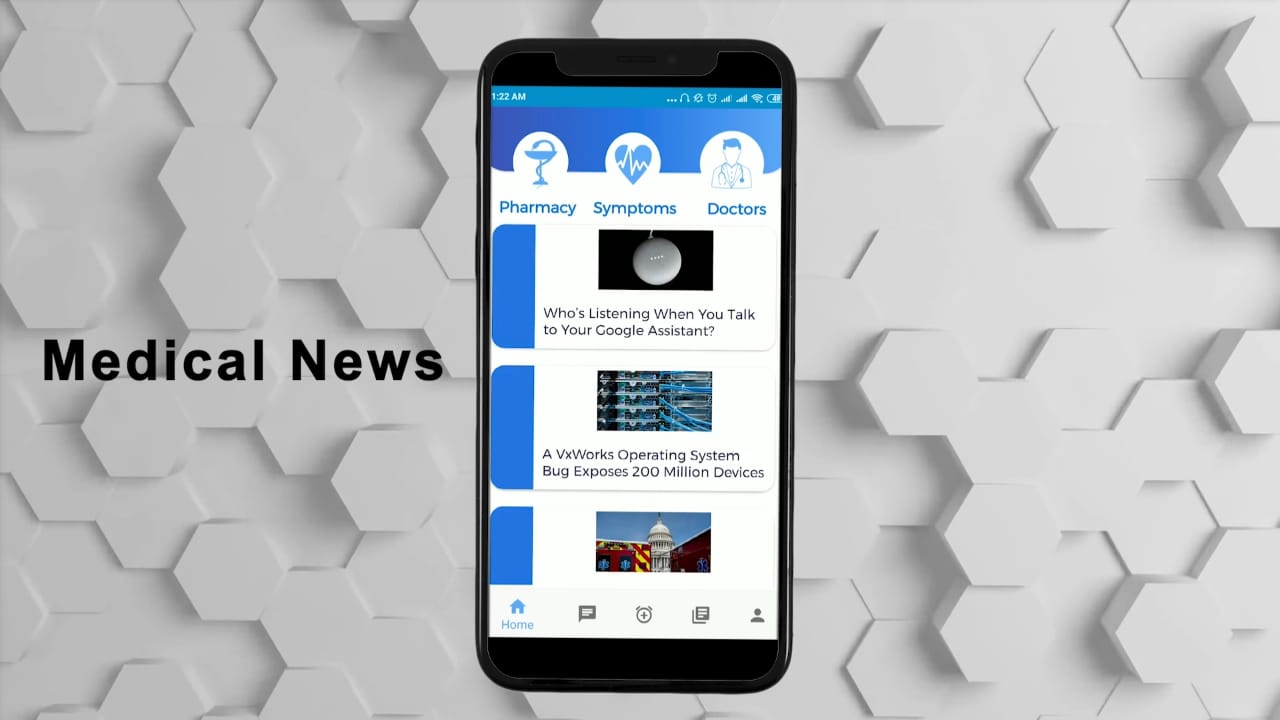 1:22 AM
48
Pharmacy Symptoms Doctors
Who's Listening When You Talk
to Your Google Assistant?
Medical News
A VxWorks Operating System
Bug Exposes 200 Million Devices
Home